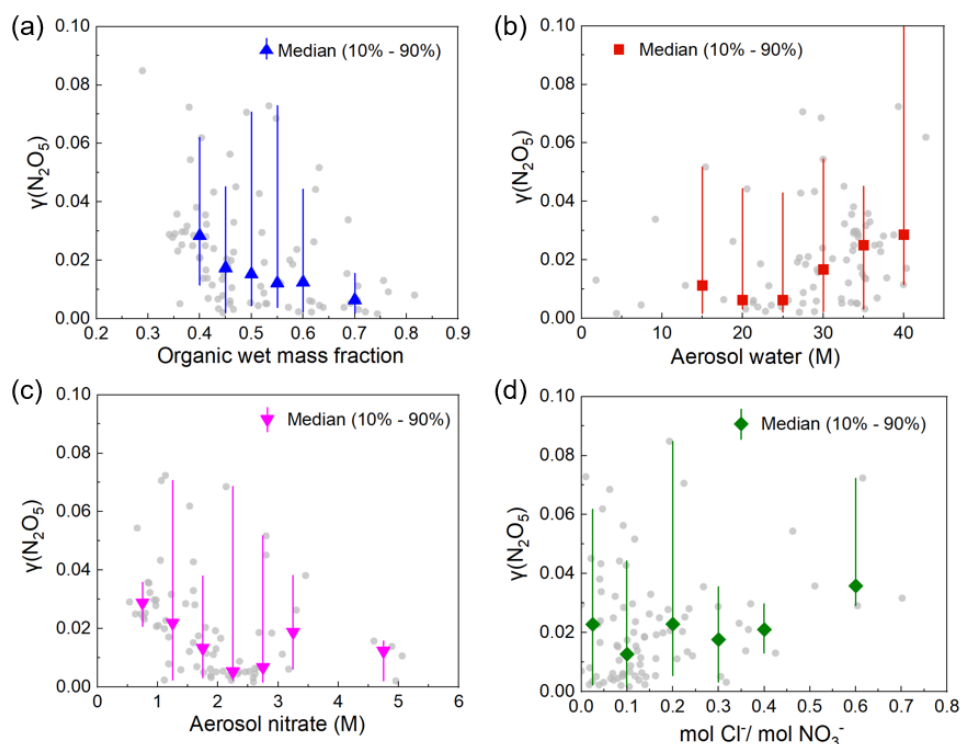 (a)
0.10
0.08
0.06
0.04
0.02
0.00
γ(N₂O₅)
Median (10% - 90%)
0.2 0.3 0.4 0.5 0.6 0.7 0.8 0.9
Organic wet mass fraction
(b)
0.10
0.08
0.06
0.04
0.02
0.00
γ(N₂O₅)
Median (10% - 90%)
0 10 20 30 40
Aerosol water (M)
(c)
0.10
0.08
0.06
0.04
0.02
0.00
γ(N₂O₅)
Median (10% - 90%)
0 1 2 3 4 5 6
Aerosol nitrate (M)
(d)
0.10
0.08
0.06
0.04
0.02
0.00
γ(N₂O₅)
Median (10% - 90%)
0.0 0.1 0.2 0.3 0.4 0.5 0.6 0.7 0.8
mol Cl⁻/ mol NO₃⁻